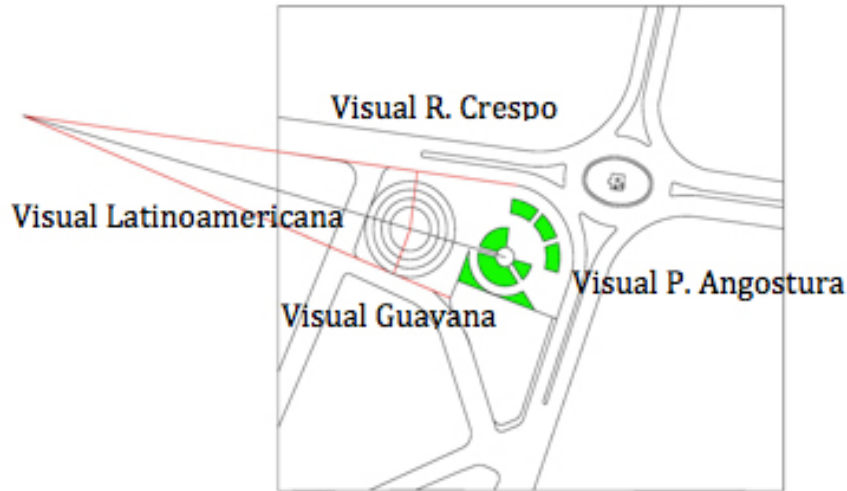 Visual R. Crespo
Visual Latinoamericana
Visual P. Angostura
Visual Guayana